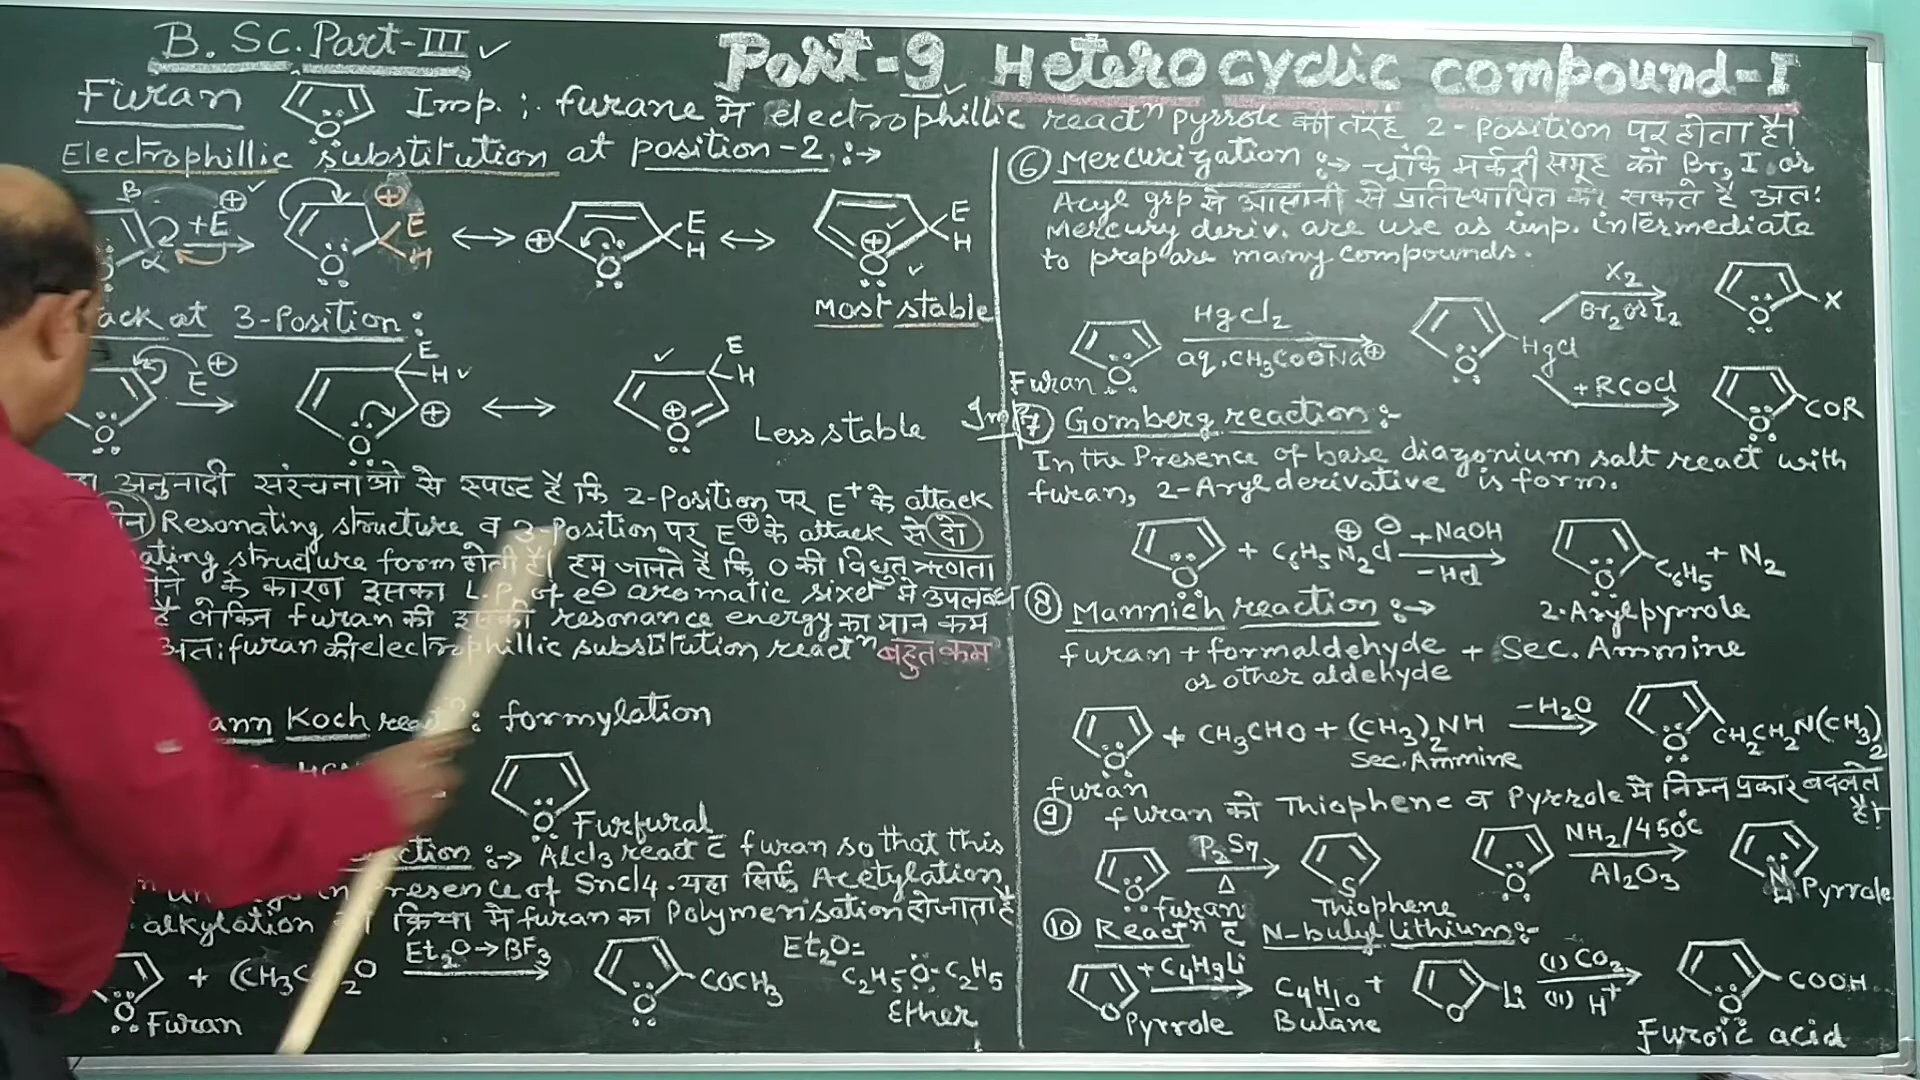 B. Sc. Part-III ✓
Part-9 Heterocyclic compound-I
Furan
Imp. ; furane में electrophillic reactⁿ pyrrole की तरह 2-Position पर होता है।
Electrophillic substitution at position-2 :→
β 2 α +E⊕
⊕ E H O
⊕ E H O
E H ⊕ O
Most stable
ack at 3-Position :
O E⊕
E H ⊕ O
E H ⊕ O
Less stable
अनुनादी संरचनाओ से स्पष्ट है कि 2-Position पर E⁺ के attack
Resonating structure व 3-Position पर E⊕ के attack से दो
ating structure form होती है। हम जानते है कि O की विधुत ऋणता
के कारण इसका L.P. of e⊖ aromatic sixet मे उपलब्ध
है लेकिन furan की इसकी resonance energy का मान कम
अतः furan की electrophillic substitution reactⁿ बहुत कम
ann Koch reactⁿ : formylation
O Furfural
ction :→ AlCl3 react c̄ furan so that this
in Presence of SnCl4. यहा सिर्फ Acetylation
alkylation क्रिया मे furan का Polymerisation हो जाता है
O Furan + (CH3C 2O
Et2O→BF3
O COCH3
Et2O=
C2H5-O-C2H5
Ether
⑥ Mercurization :→ चूंकि मर्करी समूह को Br, I or
Acyl grp से आसानी से प्रतिस्थापित कर सकते है अतः
Mercury deriv. are use as imp. intermediate
to prepare many compounds.
O Furan
HgCl2
aq. CH3COONa⊕
O HgCl
X2
Br2 or I2
O X
+RCOCl
O COR
Imp
⑦ Gomberg reaction :-
In the Presence of base diazonium salt react with
furan, 2-Aryl derivative is form.
O + C6H5 N2⊕ Cl⊖ +NaOH -HCl O C6H5 + N2
2-Arylpyrrole
⑧ Mannich reaction :→
furan + formaldehyde + Sec. Ammine
or other aldehyde
O + CH3CHO + (CH3)2NH -H2O O CH2CH2N(CH3)2
Sec. Ammine
furan
⑨ furan को Thiophene व Pyrrole मे निम्न प्रकार बदलते है।
O furan P2S7 Δ S Thiophene
O NH2/450°C Al2O3 N Pyrrole
⑩ Reactⁿ c̄ N-butyl Lithium :-
O +C4H9Li C4H10 + O Li (i) CO2 (ii) H⁺ O COOH
Pyrrole Butane Furoic acid